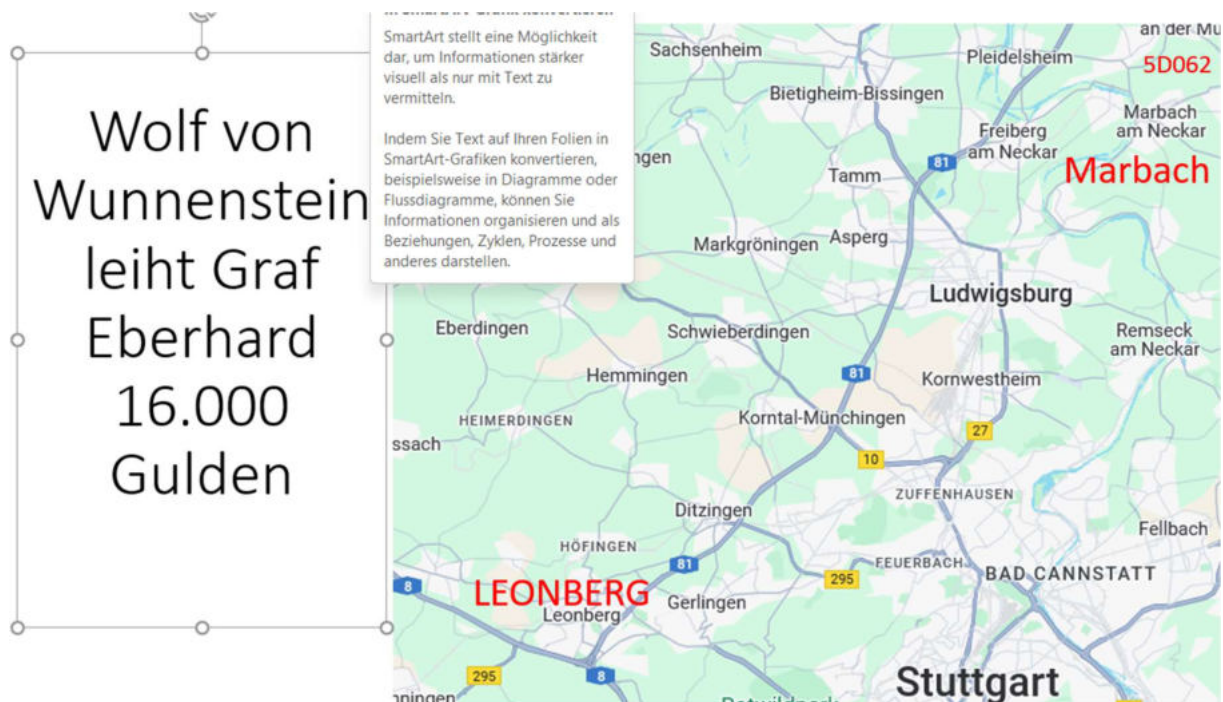 Wolf von
Wunnenstein
leiht Graf
Eberhard
16.000
Gulden
SmartArt stellt eine Möglichkeit
dar, um Informationen stärker
visuell als nur mit Text zu
vermitteln.
Indem Sie Text auf Ihren Folien in
SmartArt-Grafiken konvertieren,
beispielsweise in Diagramme oder
Flussdiagramme, können Sie
Informationen organisieren und als
Beziehungen, Zyklen, Prozesse und
anderes darstellen.
an der Mu
Sachsenheim
Pleidelsheim
5D062
Bietigheim-Bissingen
Marbach
am Neckar
Freiberg
am Neckar
ngen
81
Tamm
Marbach
Markgröningen
Asperg
Ludwigsburg
Eberdingen
Schwieberdingen
Remseck
am Neckar
Hemmingen
81
Kornwestheim
HEIMERDINGEN
Korntal-Münchingen
27
ssach
10
ZUFFENHAUSEN
Ditzingen
Fellbach
HÖFINGEN
81
FEUERBACH
BAD CANNSTATT
8
295
LEONBERG
Gerlingen
Leonberg
295
8
Stuttgart